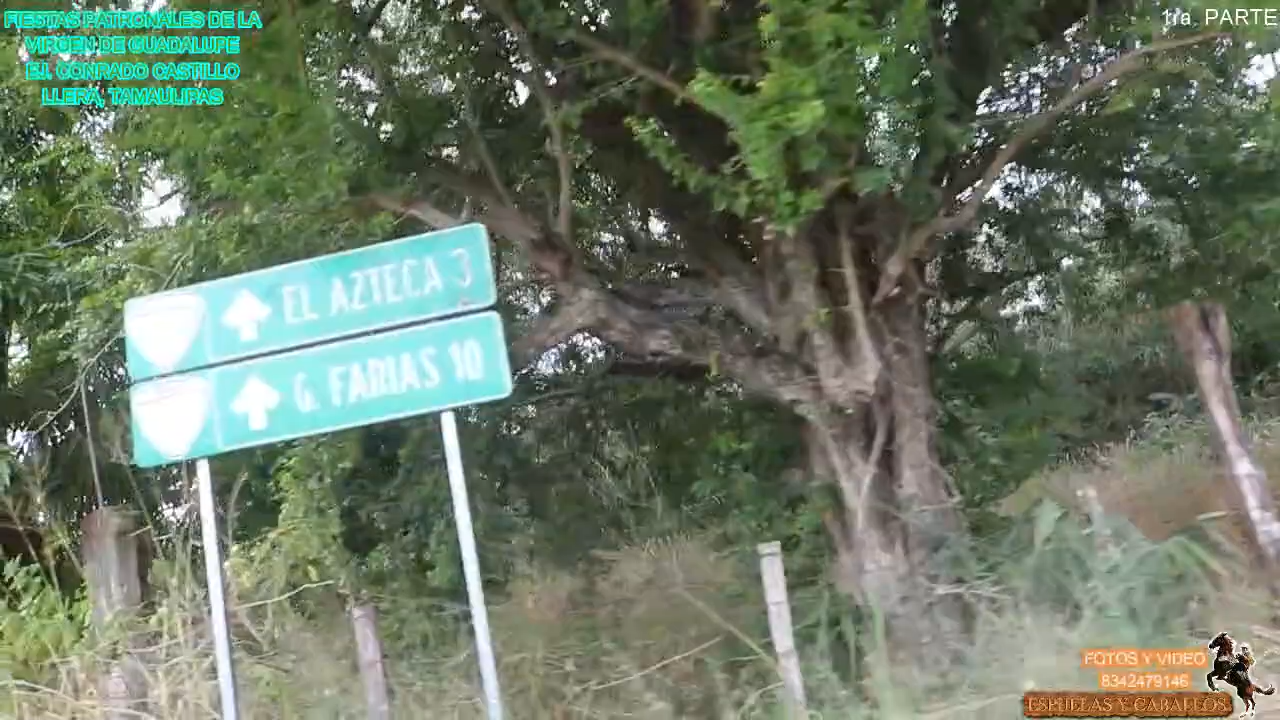 FIESTAS PATRONALES DE LA
VIRGEN DE GUADALUPE
EJ. CONRADO CASTILLO
LLERA, TAMAULIPAS
1ra PARTE
EL AZTECA 3
G. FARIAS 10
FOTOS Y VIDEO
8342479146
ESPUELAS Y CABALLOS